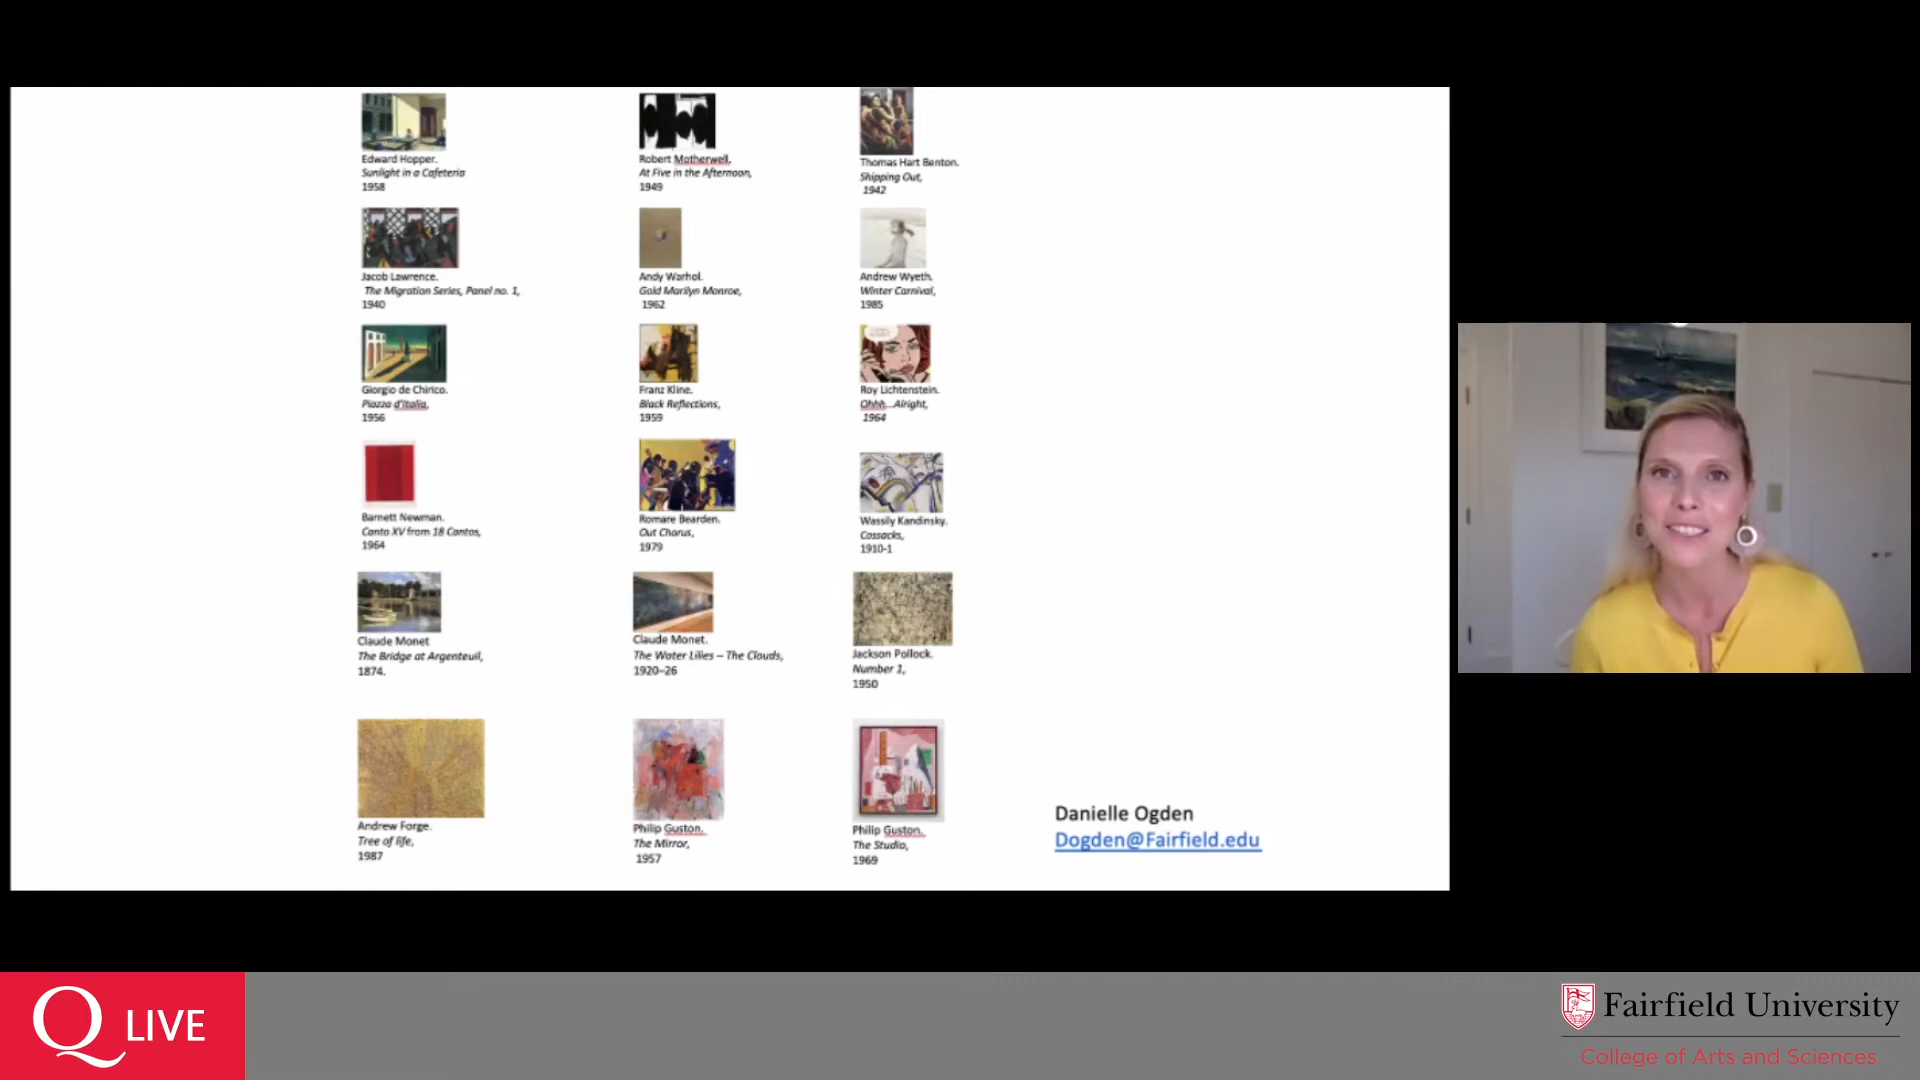 Edward Hopper.
Sunlight in a Cafeteria
1958
Robert Motherwell.
At Five in the Afternoon,
1949
Thomas Hart Benton.
Shipping Out,
1942
Jacob Lawrence.
The Migration Series, Panel no. 1,
1940
Andy Warhol.
Gold Marilyn Monroe,
1962
Andrew Wyeth.
Winter Carnival,
1985
Giorgio de Chirico.
Piazza d'Italia,
1956
Franz Kline.
Black Reflections,
1959
Roy Lichtenstein.
Ohhh...Alright,
1964
Barnett Newman.
Canto XV from 18 Cantos,
1964
Romare Bearden.
Out Chorus,
1979
Wassily Kandinsky.
Cossacks,
1910-1
Claude Monet
The Bridge at Argenteuil,
1874.
Claude Monet.
The Water Lilies – The Clouds,
1920–26
Jackson Pollock.
Number 1,
1950
Andrew Forge.
Tree of life,
1987
Philip Guston.
The Mirror,
1957
Philip Guston.
The Studio,
1969
Danielle Ogden
Dogden@Fairfield.edu
Q LIVE
Fairfield University
College of Arts and Sciences